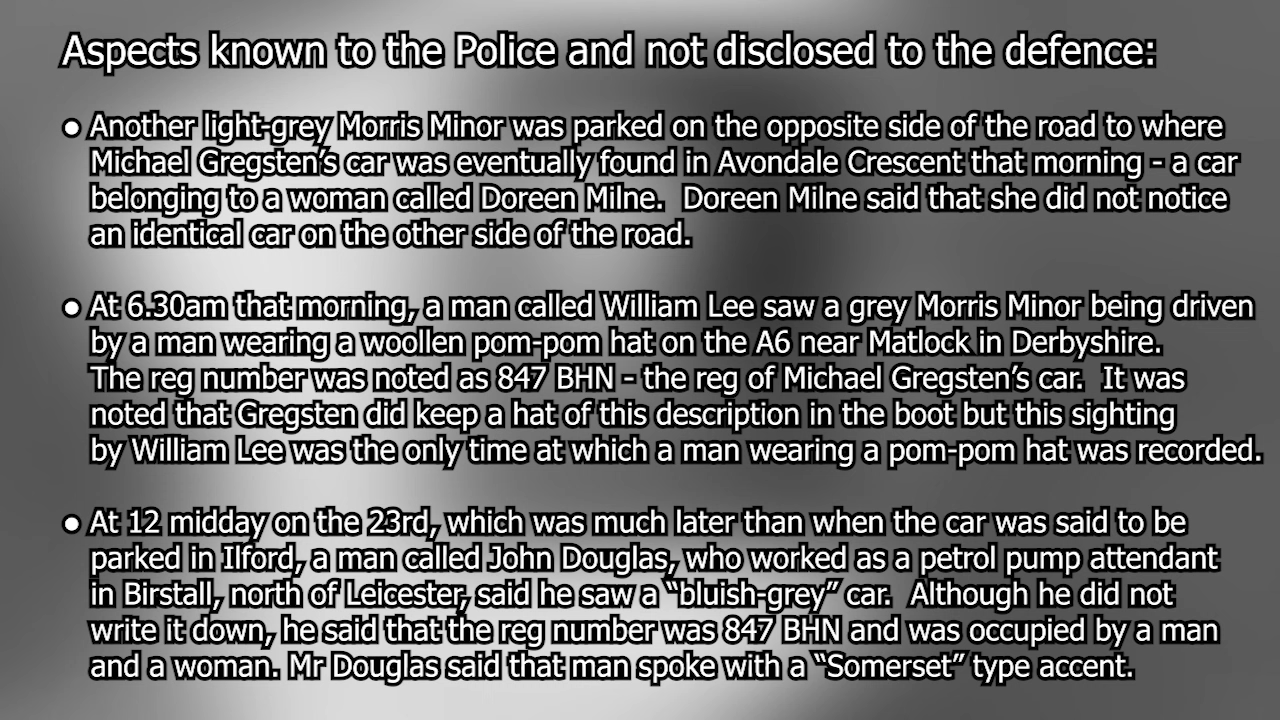 Aspects known to the Police and not disclosed to the defence:
● Another light-grey Morris Minor was parked on the opposite side of the road to where
Michael Gregsten's car was eventually found in Avondale Crescent that morning - a car
belonging to a woman called Doreen Milne.  Doreen Milne said that she did not notice
an identical car on the other side of the road.
● At 6.30am that morning, a man called William Lee saw a grey Morris Minor being driven
by a man wearing a woollen pom-pom hat on the A6 near Matlock in Derbyshire.
The reg number was noted as 847 BHN - the reg of Michael Gregsten's car.  It was
noted that Gregsten did keep a hat of this description in the boot but this sighting
by William Lee was the only time at which a man wearing a pom-pom hat was recorded.
● At 12 midday on the 23rd, which was much later than when the car was said to be
parked in Ilford, a man called John Douglas, who worked as a petrol pump attendant
in Birstall, north of Leicester, said he saw a “bluish-grey” car.  Although he did not
write it down, he said that the reg number was 847 BHN and was occupied by a man
and a woman. Mr Douglas said that man spoke with a “Somerset” type accent.